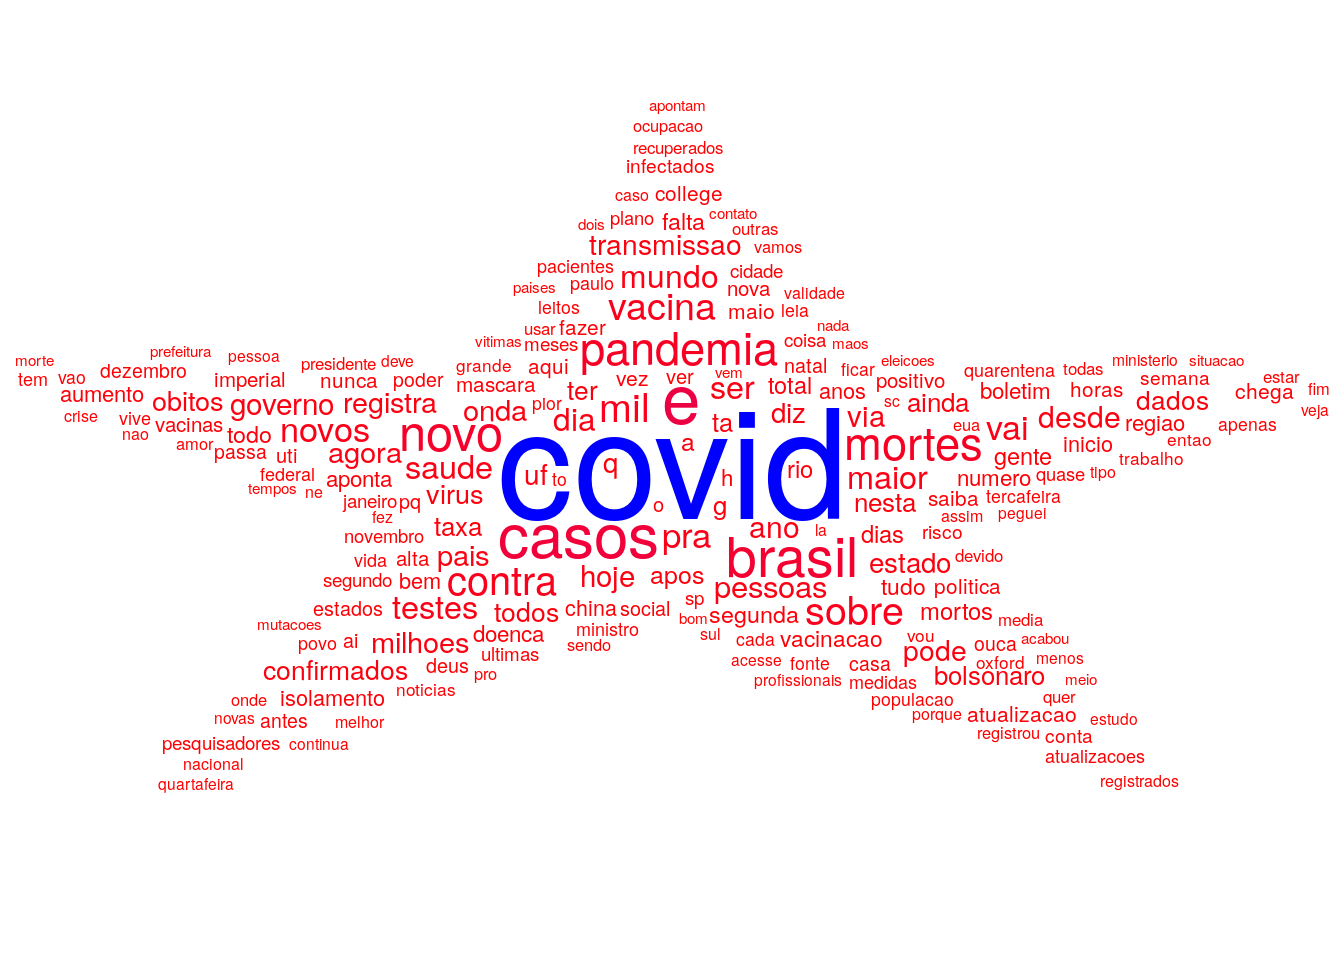 apontam
ocupacao
recuperados
infectados
caso college
dois plano falta contato
outras
transmissao vamos
pacientes mundo cidade
paises paulo nova validade
leitos vacina maio leia
usar fazer nada
vitimas meses pandemia coisa maos
morte prefeitura pessoa presidente deve grande aqui natal ficar eleicoes quarentena todas ministerio situacao
tem vao dezembro imperial nunca poder mascara ter vez ver vem ser total anos positivo boletim horas semana chega estar fim
aumento obitos governo registra onda pior dia mil e ta diz via sc ainda desde dados veja
crise vive vacinas novos novo covid a mortes eua vai regiao apenas
nao amor passa todo uti agora saude uf to q h rio maior gente inicio entao
federal aponta numero quase tipo trabalho
tempos ne janeiro pq virus o g nesta saiba tercafeira
fez taxa casos pra ano la dias assim peguei
novembro risco
vida alta pais brasil estado devido
segundo bem contra hoje apos pessoas tudo politica
estados testes todos china social sp bom segunda sobre mortos media
mutacoes povo ai milhoes doenca ministro sul cada vacinacao vou ouca acabou
ultimas sendo acesse fonte casa pode oxford menos
confirmados deus pro profissionais medidas bolsonaro meio
onde isolamento noticias populacao quer
novas antes melhor porque atualizacao estudo
pesquisadores continua registrou conta
nacional atualizacoes
quartafeira registrados